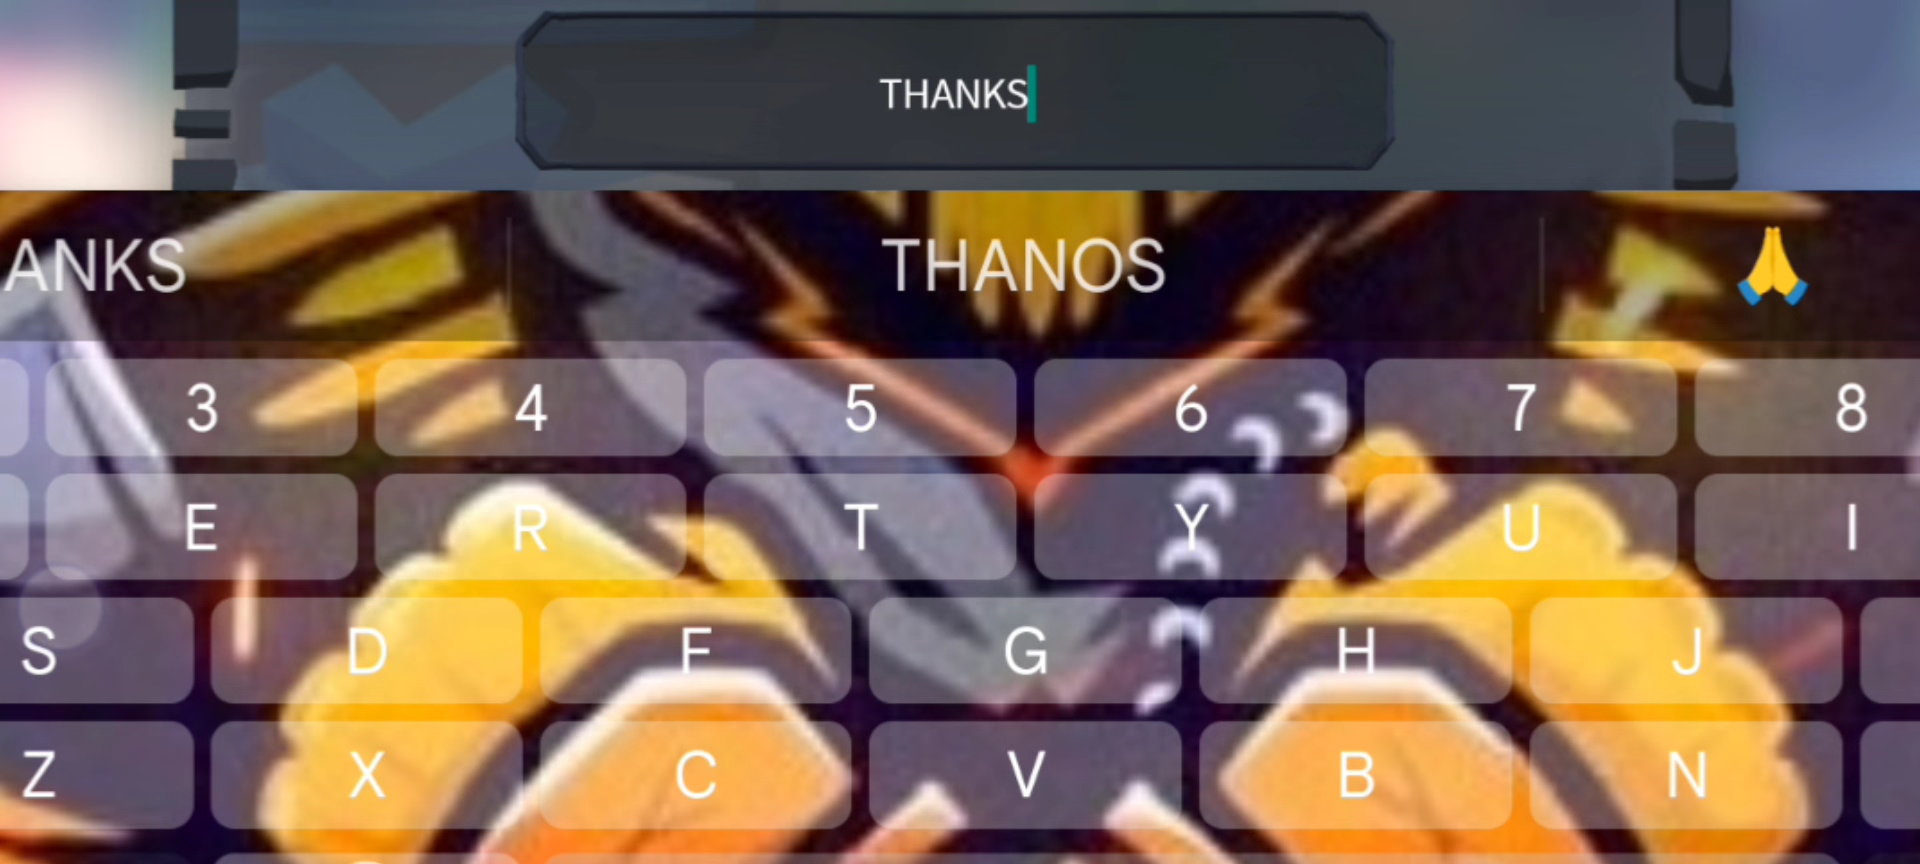 THANKS
ANKS THANOS 🙏
3 4 5 6 7 8
E R T Y U I
S D F G H J
Z X C V B N